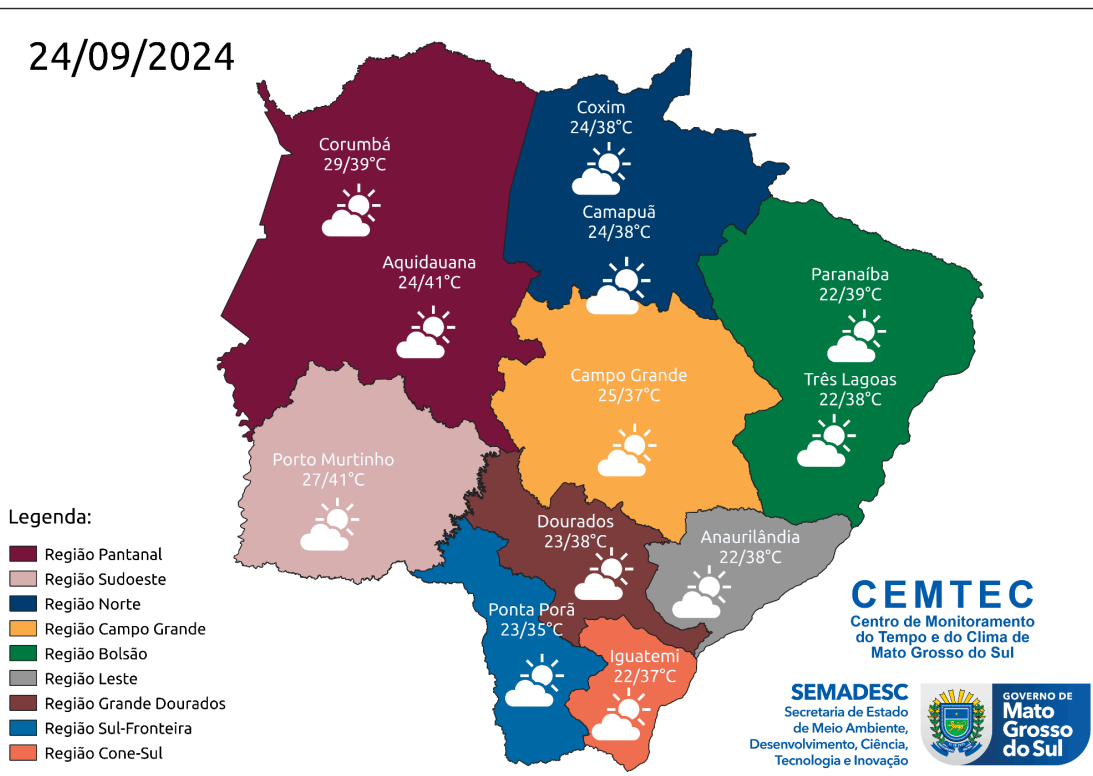 24/09/2024
Coxim
24/38°C
Corumbá
29/39°C
Camapuã
24/38°C
Aquidauana
24/41°C
Paranaíba
22/39°C
Campo Grande
25/37°C
Três Lagoas
22/38°C
Porto Murtinho
27/41°C
Dourados
23/38°C
Anaurilândia
22/38°C
Ponta Porã
23/35°C
Iguatemi
22/37°C
Legenda:
Região Pantanal
Região Sudoeste
Região Norte
Região Campo Grande
Região Bolsão
Região Leste
Região Grande Dourados
Região Sul-Fronteira
Região Cone-Sul
CEMTEC
Centro de Monitoramento
do Tempo e do Clima de
Mato Grosso do Sul
SEMADESC
Secretaria de Estado
de Meio Ambiente,
Desenvolvimento, Ciência,
Tecnologia e Inovação
GOVERNO DE
Mato
Grosso
do Sul